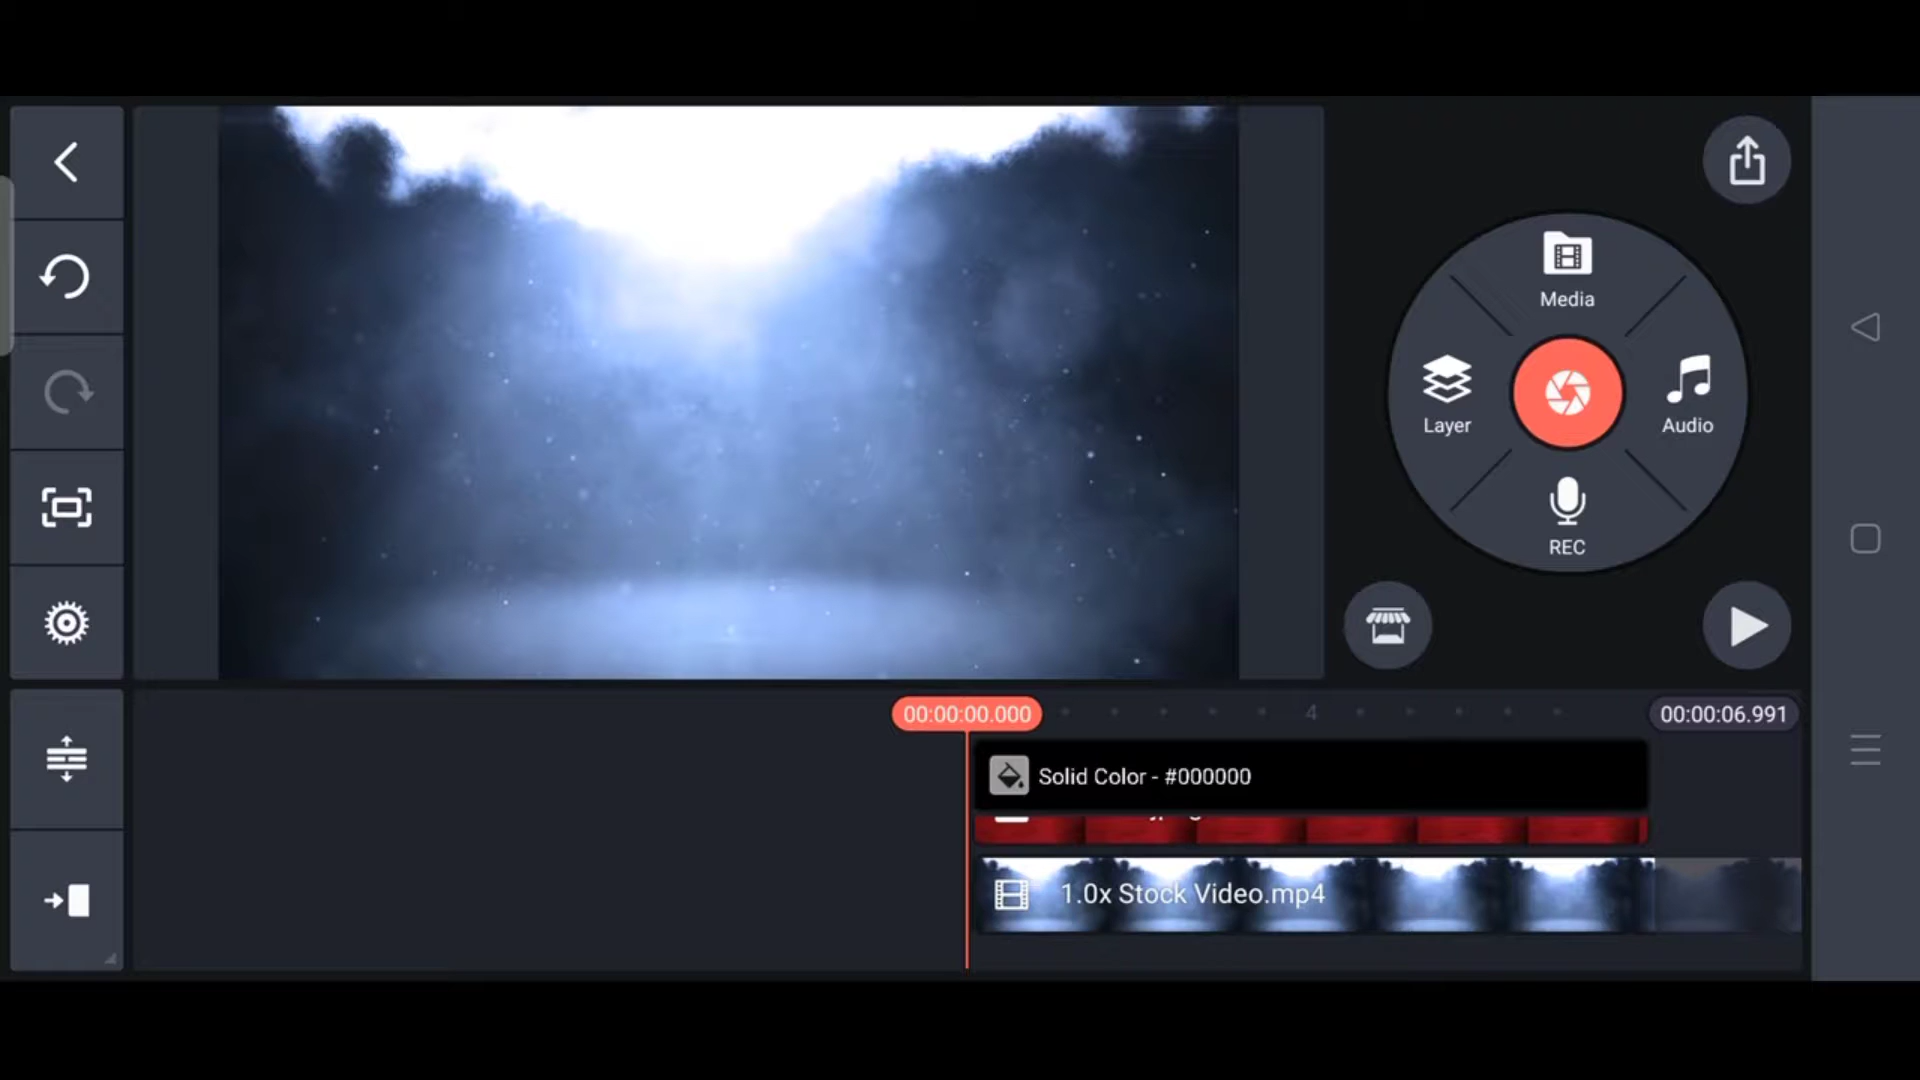 Media
Layer
Audio
REC
00:00:00.000
4
00:00:06.991
Solid Color - #000000
1.0x Stock Video.mp4